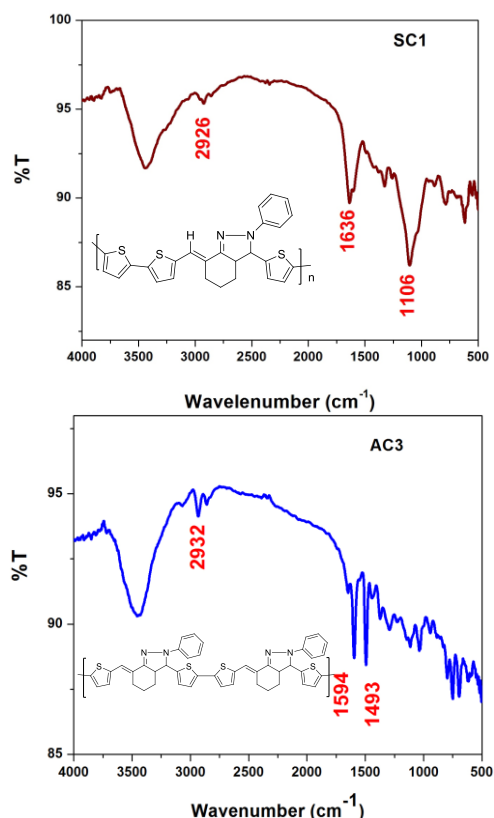 100
SC1
95
2926
%T
90
H
N
N
S
S
S
n
1636
85
1106
4000 3500 3000 2500 2000 1500 1000 500
Wavelenumber (cm-1)
95
AC3
%T
2932
90
N
N
N
N
S
S
S
S
n
1594
1493
85
4000 3500 3000 2500 2000 1500 1000 500
Wavenumber (cm-1)